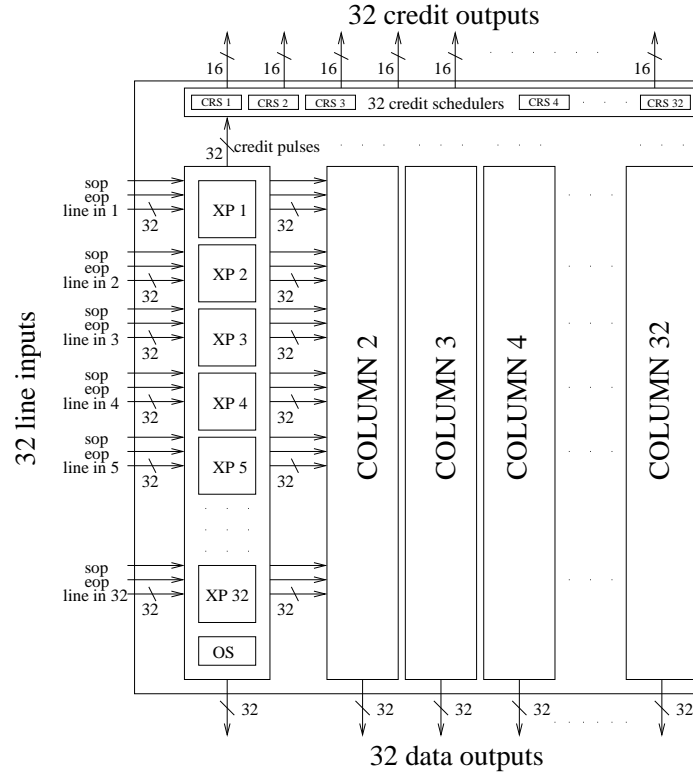 32 credit outputs
16 16 16 16 16 16
CRS 1 CRS 2 CRS 3 32 credit schedulers CRS 4 CRS 32
32 credit pulses
sop
eop
line in 1 32 XP 1 32
sop
eop
line in 2 32 XP 2 32
sop
eop
line in 3 32 XP 3 32
sop
eop
line in 4 32 XP 4 32
sop
eop
line in 5 32 XP 5 32
sop
eop
line in 32 32 XP 32 32
OS
32 line inputs
COLUMN 2
COLUMN 3
COLUMN 4
COLUMN 32
32 32 32 32 32
32 data outputs